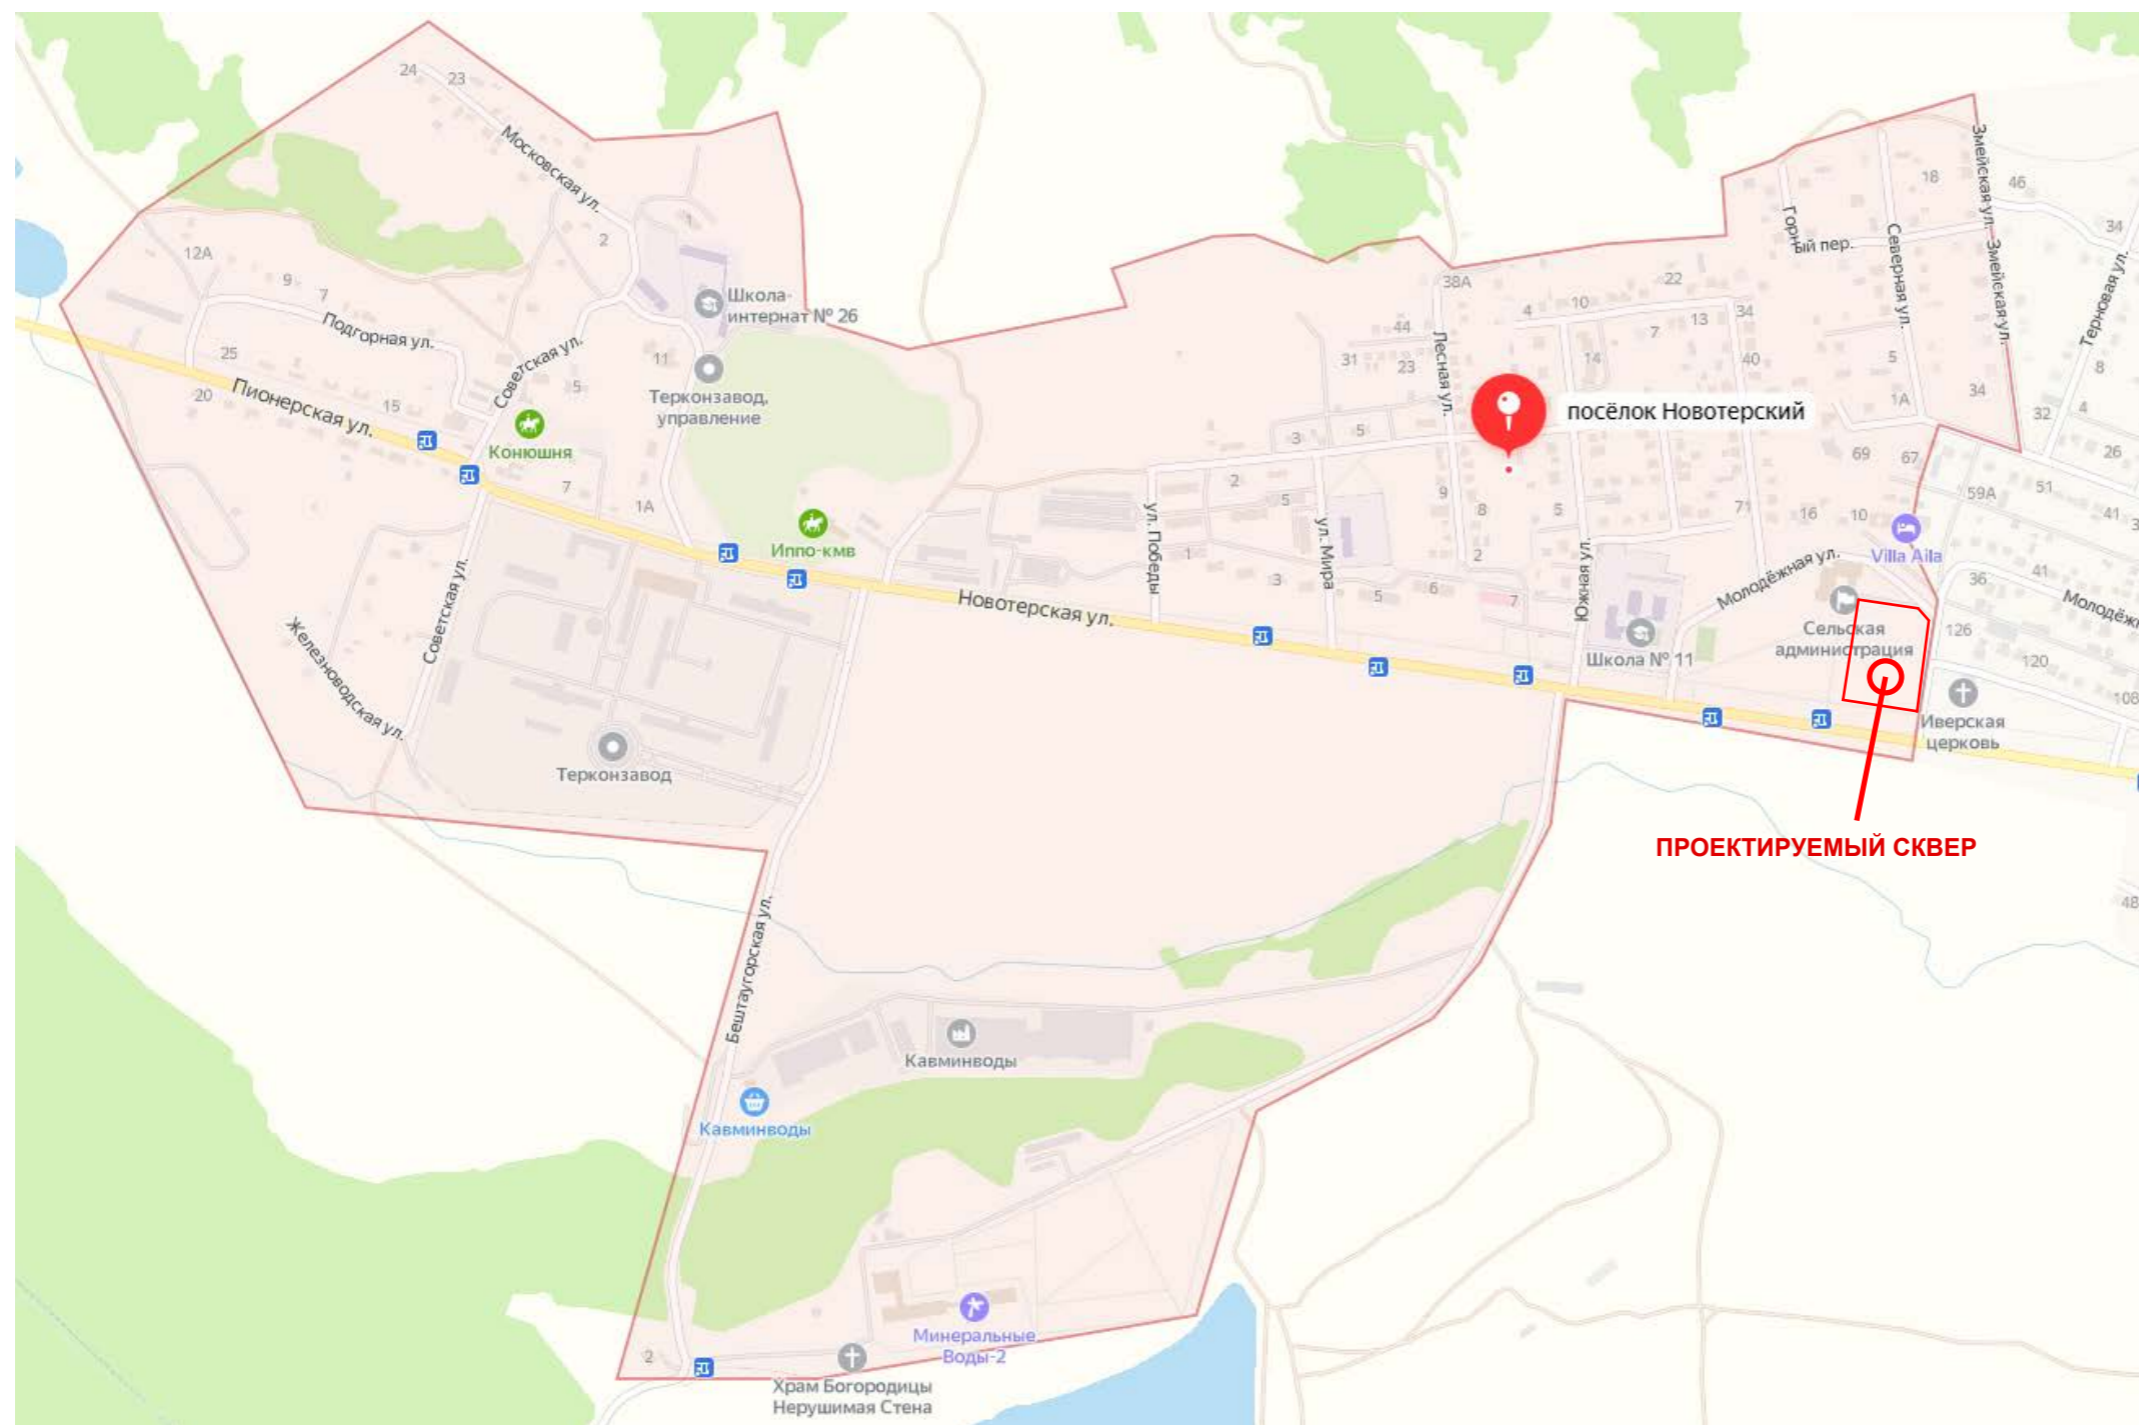 24
23
Московская ул.
1
2
12А
9
7
Подгорная ул.
Школа-
интернат № 26
25
20
Пионерская ул.
15
Советская ул.
5
11
Терконзавод,
управление
Конюшня
7
1А
Иппо-кмв
Советская ул.
Железноводская ул.
Терконзавод
Новотерская ул.
Бештаугорская ул.
Кавминводы
Кавминводы
Минеральные
Воды-2
2
Храм Богородицы
Нерушимая Стена
38А
44
31
23
Лесная ул.
4
10
22
7
13
34
14
40
посёлок Новотерский
3
5
2
5
9
8
5
71
16
10
ул. Победы
1
3
ул. Мира
5
6
2
7
Южная ул.
Школа № 11
Молодёжная ул.
Сельская
администрация
Villa Aila
Змейская ул.
Змейская ул.
18
46
34
Горный пер.
Северная ул.
Терновая ул.
5
8
1А
34
32
4
69
67
26
59А
51
41
3
36
41
Молодёжн
126
120
108
Иверская
церковь
ПРОЕКТИРУЕМЫЙ СКВЕР
48